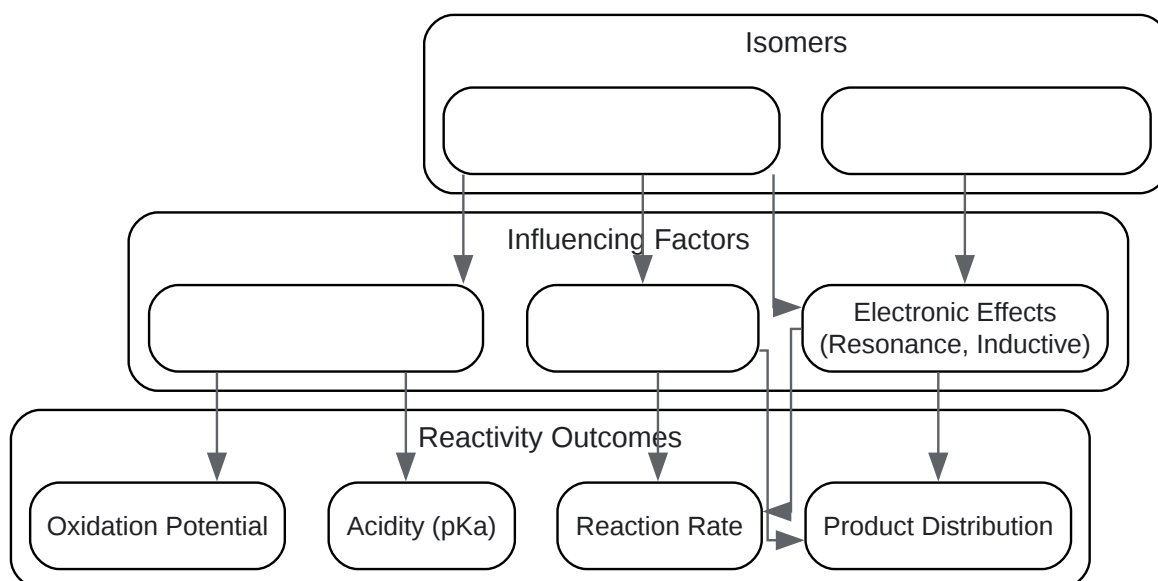 Isomers
Influencing Factors
Electronic Effects
(Resonance, Inductive)
Reactivity Outcomes
Oxidation Potential
Acidity (pKa)
Reaction Rate
Product Distribution